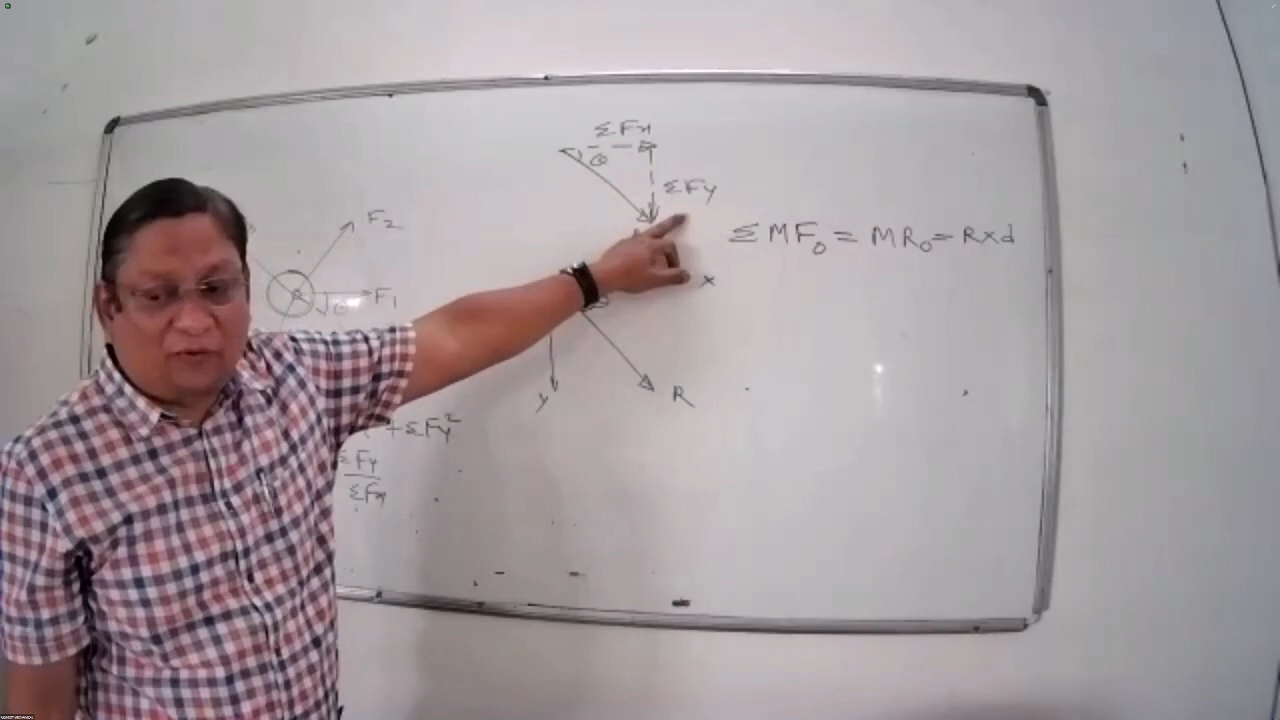 ΣFx
θ
ΣFy
F2
ΣMF0 = MR0 = R×d
F1
θ
x
y
R
+ΣFy²
ΣFy
ΣFx